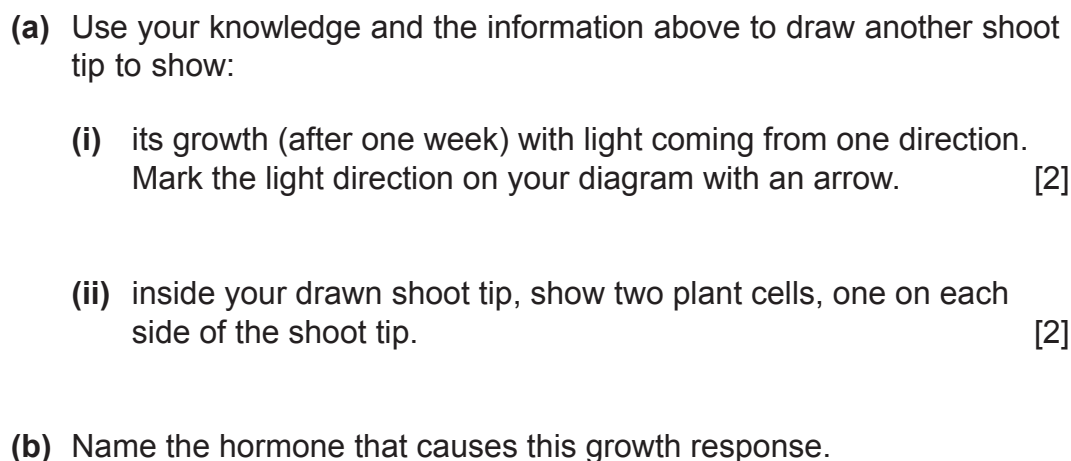 (a) Use your knowledge and the information above to draw another shoot
tip to show:
(i) its growth (after one week) with light coming from one direction.
Mark the light direction on your diagram with an arrow. [2]
(ii) inside your drawn shoot tip, show two plant cells, one on each
side of the shoot tip. [2]
(b) Name the hormone that causes this growth response.